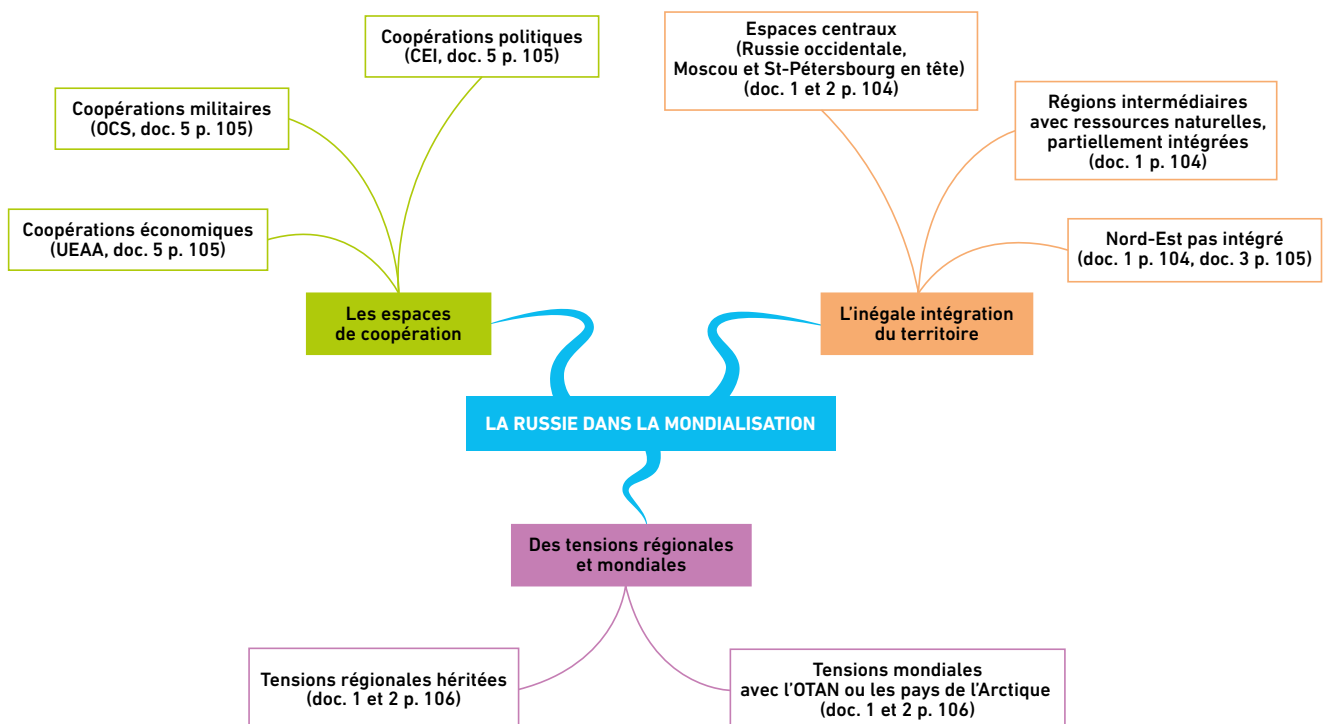 Coopérations politiques
(CEI, doc. 5 p. 105)
Coopérations militaires
(OCS, doc. 5 p. 105)
Coopérations économiques
(UEAA, doc. 5 p. 105)
Les espaces
de coopération
Espaces centraux
(Russie occidentale,
Moscou et St-Pétersbourg en tête)
(doc. 1 et 2 p. 104)
Régions intermédiaires
avec ressources naturelles,
partiellement intégrées
(doc. 1 p. 104)
Nord-Est pas intégré
(doc. 1 p. 104, doc. 3 p. 105)
L'inégale intégration
du territoire
LA RUSSIE DANS LA MONDIALISATION
Des tensions régionales
et mondiales
Tensions régionales héritées
(doc. 1 et 2 p. 106)
Tensions mondiales
avec l'OTAN ou les pays de l'Arctique
(doc. 1 et 2 p. 106)